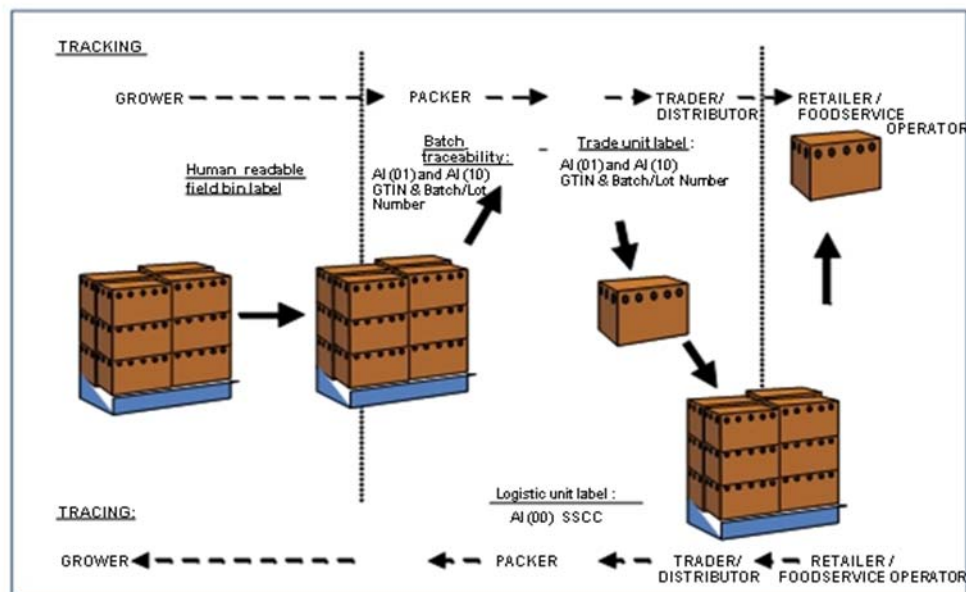 TRACKING
GROWER
PACKER
TRADER/
DISTRIBUTOR
RETAILER /
FOODSERVICE
OPERATOR
Human readable
field bin label
Batch
traceability :
AI (01) and AI (10)
GTIN & Batch/Lot
Number
Trade unit label :
AI (01) and AI (10)
GTIN & Batch/Lot Number
Logistic unit label :
AI (00) SSCC
TRACING:
GROWER
PACKER
TRADER/
DISTRIBUTOR
RETAILER /
FOODSERVICE OPERATOR